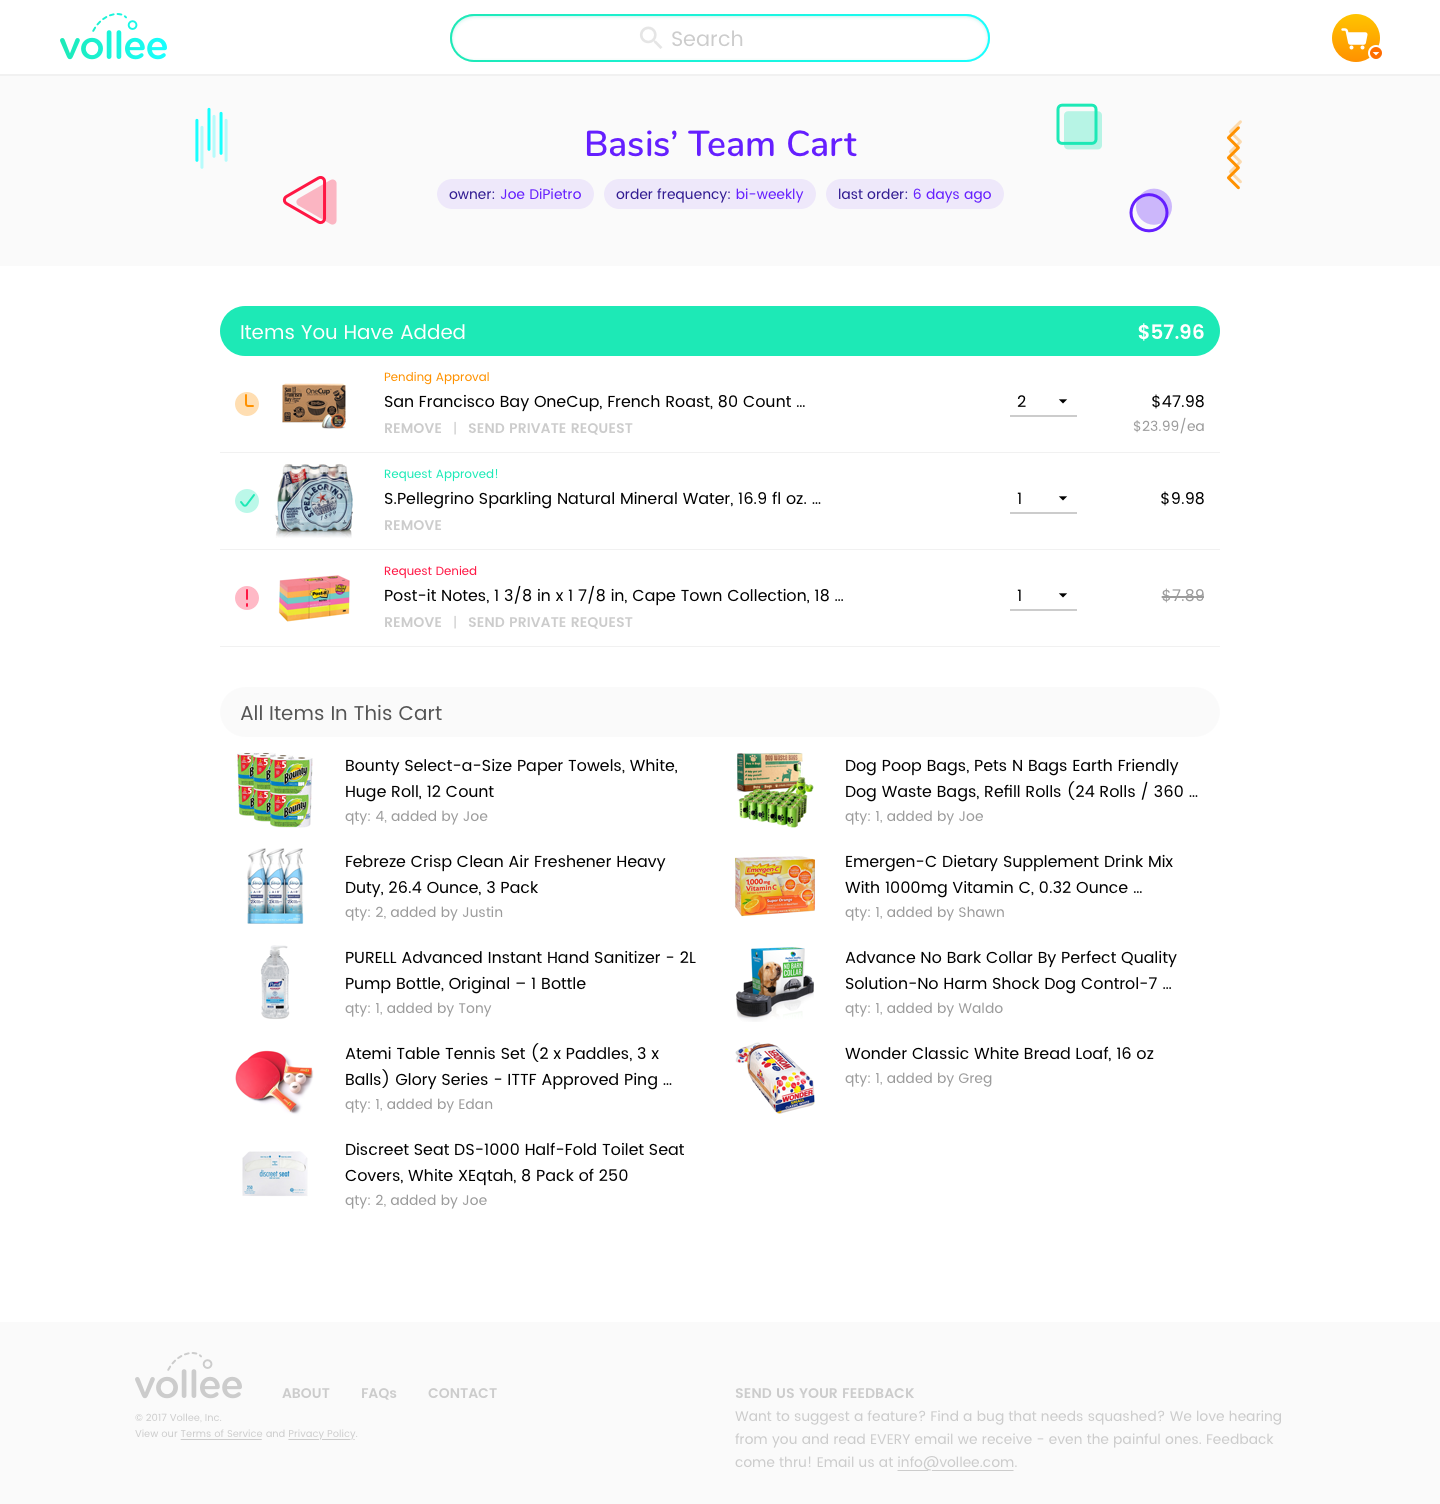 vollee
Search
Basis’ Team Cart
owner: Joe DiPietro
order frequency: bi-weekly
last order: 6 days ago
Items You Have Added
$57.96
Pending Approval
San Francisco Bay OneCup, French Roast, 80 Count ...
REMOVE | SEND PRIVATE REQUEST
2
$47.98
$23.99/ea
Request Approved!
S.Pellegrino Sparkling Natural Mineral Water, 16.9 fl oz. ...
REMOVE
1
$9.98
Request Denied
Post-it Notes, 1 3/8 in x 1 7/8 in, Cape Town Collection, 18 ...
REMOVE | SEND PRIVATE REQUEST
1
$7.89
All Items In This Cart
Bounty Select-a-Size Paper Towels, White,
Huge Roll, 12 Count
qty: 4, added by Joe
Dog Poop Bags, Pets N Bags Earth Friendly
Dog Waste Bags, Refill Rolls (24 Rolls / 360 ...
qty: 1, added by Joe
Febreze Crisp Clean Air Freshener Heavy
Duty, 26.4 Ounce, 3 Pack
qty: 2, added by Justin
Emergen-C
1,000mg
Vitamin C
Emergen-C Dietary Supplement Drink Mix
With 1000mg Vitamin C, 0.32 Ounce ...
qty: 1, added by Shawn
PURELL Advanced Instant Hand Sanitizer - 2L
Pump Bottle, Original – 1 Bottle
qty: 1, added by Tony
NO BARK
COLLAR
Advance No Bark Collar By Perfect Quality
Solution-No Harm Shock Dog Control-7 ...
qty: 1, added by Waldo
Atemi Table Tennis Set (2 x Paddles, 3 x
Balls) Glory Series - ITTF Approved Ping ...
qty: 1, added by Edan
WONDER
Wonder Classic White Bread Loaf, 16 oz
qty: 1, added by Greg
discreet seat
Discreet Seat DS-1000 Half-Fold Toilet Seat
Covers, White XEqtah, 8 Pack of 250
qty: 2, added by Joe
vollee
ABOUT
FAQs
CONTACT
© 2017 Vollee, Inc.
View our Terms of Service and Privacy Policy.
SEND US YOUR FEEDBACK
Want to suggest a feature? Find a bug that needs squashed? We love hearing
from you and read EVERY email we receive - even the painful ones. Feedback
come thru! Email us at info@vollee.com.